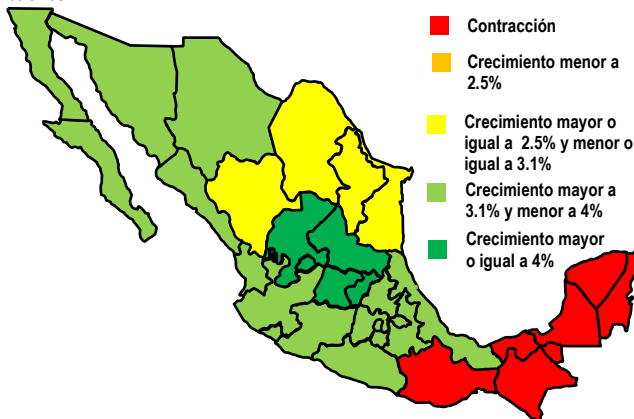 Contracción
Crecimiento menor a
2.5%
Crecimiento mayor o
igual a 2.5% y menor o
igual a 3.1%
Crecimiento mayor a
3.1% y menor a 4%
Crecimiento mayor
o igual a 4%